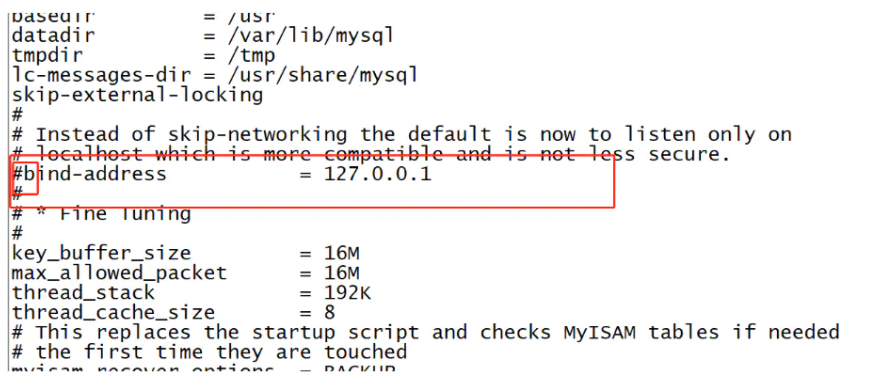 basedir         = /usr
datadir         = /var/lib/mysql
tmpdir          = /tmp
lc-messages-dir = /usr/share/mysql
skip-external-locking
#
# Instead of skip-networking the default is now to listen only on
# localhost which is more compatible and is not less secure.
#bind-address            = 127.0.0.1
#
# * Fine Tuning
#
key_buffer_size         = 16M
max_allowed_packet      = 16M
thread_stack            = 192K
thread_cache_size       = 8
# This replaces the startup script and checks MyISAM tables if needed
# the first time they are touched
myisam-recover-options  = BACKUP